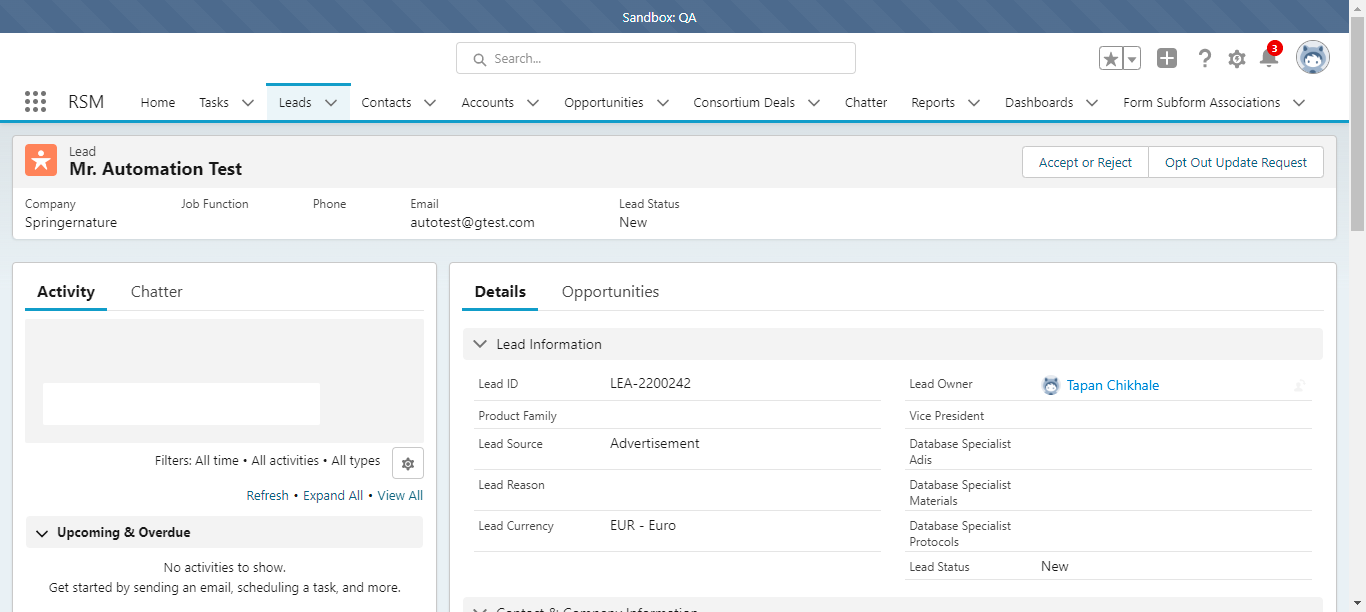 Sandbox: QA
Search...
3
RSM Home Tasks Leads Contacts Accounts Opportunities Consortium Deals Chatter Reports Dashboards Form Subform Associations
Lead
Mr. Automation Test
Accept or Reject Opt Out Update Request
Company Job Function Phone Email Lead Status
Springernature autotest@gtest.com New
Activity Chatter
Filters: All time • All activities • All types
Refresh • Expand All • View All
Upcoming & Overdue
No activities to show.
Get started by sending an email, scheduling a task, and more.
Details Opportunities
Lead Information
Lead ID LEA-2200242
Product Family
Lead Source Advertisement
Lead Reason
Lead Currency EUR - Euro
Lead Owner Tapan Chikhale
Vice President
Database Specialist
Adis
Database Specialist
Materials
Database Specialist
Protocols
Lead Status New
Contact & Company Information